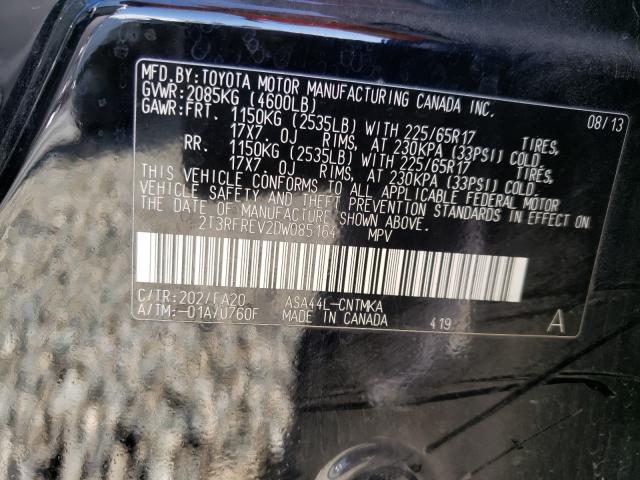 MFD.BY:TOYOTA MOTOR MANUFACTURING CANADA INC. 08/13
GVWR:2085KG (4600LB)
GAWR:FRT. 1150KG (2535LB) WITH 225/65R17 TIRES,
17X7. 0J RIMS, AT 230KPA (33PSI) COLD
RR. 1150KG (2535LB) WITH 225/65R17 TIRES,
17X7. 0J RIMS, AT 230KPA (33PSI) COLD.
THIS VEHICLE CONFORMS TO ALL APPLICABLE FEDERAL MOTOR
VEHICLE SAFETY AND THEFT PREVENTION STANDARDS IN EFFECT ON
THE DATE OF MANUFACTURE SHOWN ABOVE.
2T3RFREV2DW085164 MPV
C/TR:202/FA20 ASA44L-CNTMKA
A/TM:-01A/U760F MADE IN CANADA 419 A